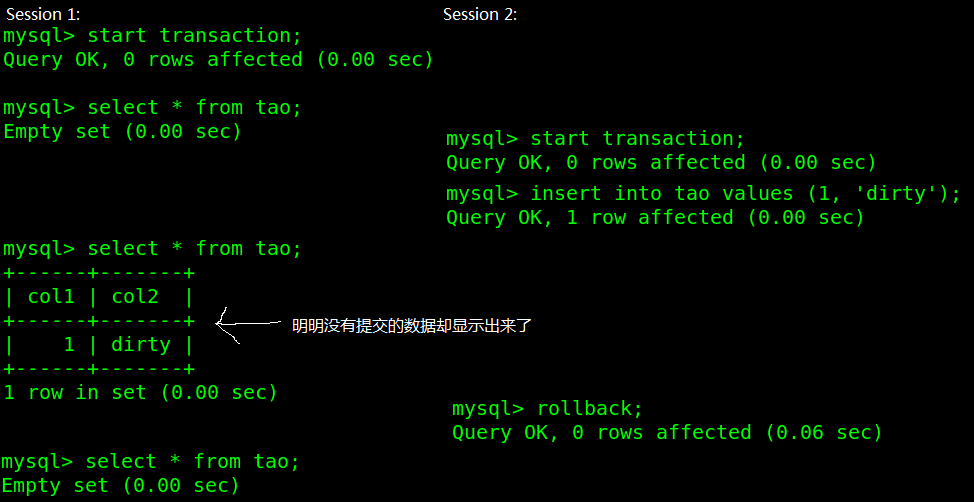 Session 1:
Session 2:
mysql> start transaction;
Query OK, 0 rows affected (0.00 sec)
mysql> select * from tao;
Empty set (0.00 sec)
mysql> start transaction;
Query OK, 0 rows affected (0.00 sec)
mysql> insert into tao values (1, 'dirty');
Query OK, 1 row affected (0.00 sec)
mysql> select * from tao;
+------+-------+
| col1 | col2  |
+------+-------+
|    1 | dirty |
+------+-------+
1 row in set (0.00 sec)
明明没有提交的数据却显示出来了
mysql> rollback;
Query OK, 0 rows affected (0.06 sec)
mysql> select * from tao;
Empty set (0.00 sec)